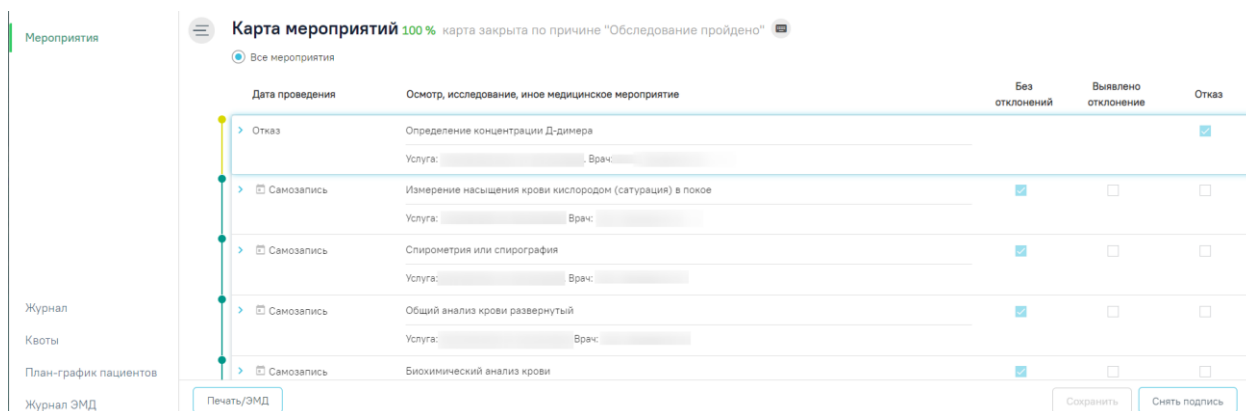 Мероприятия
Карта мероприятий 100 % карта закрыта по причине "Обследование пройдено"
Все мероприятия
Дата проведения Осмотр, исследование, иное медицинское мероприятие Без отклонений Выявлено отклонение Отказ
Отказ Определение концентрации Д-димера
Услуга: . Врач:
Самозапись Измерение насыщения крови кислородом (сатурация) в покое
Услуга: Врач:
Самозапись Спирометрия или спирография
Услуга: Врач:
Журнал
Самозапись Общий анализ крови развернутый
Квоты
Услуга: Врач:
План-график пациентов
Самозапись Биохимический анализ крови
Журнал ЭМД
Печать/ЭМД Сохранить Снять подпись